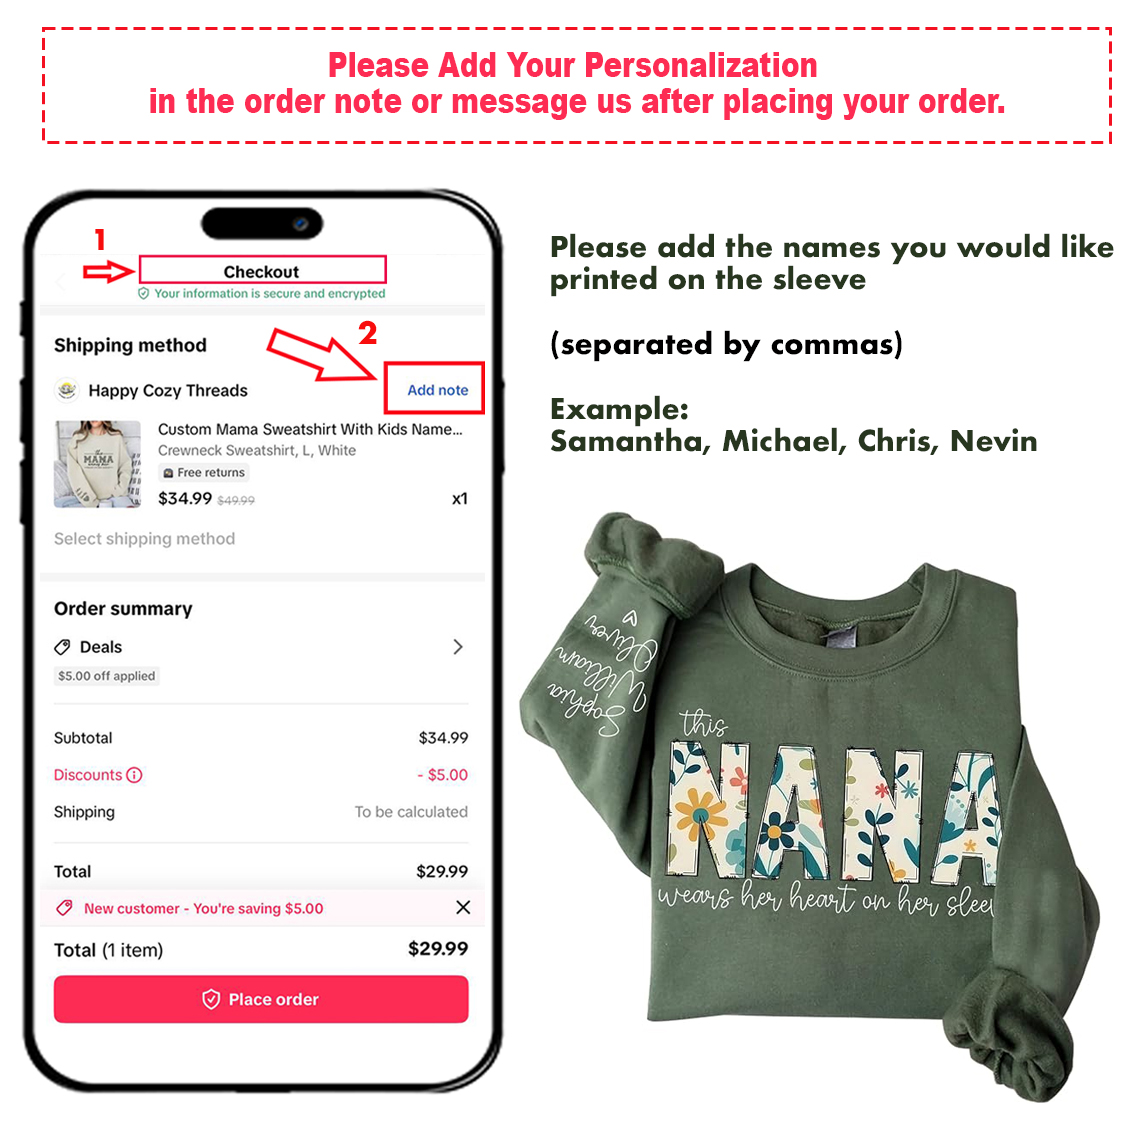 Please Add Your Personalization
in the order note or message us after placing your order.
1
Checkout
Your information is secure and encrypted
2
Shipping method
Happy Cozy Threads
Add note
Custom Mama Sweatshirt With Kids Name...
Crewneck Sweatshirt, L, White
Free returns
$34.99 $49.99
x1
MAMA
Select shipping method
Order summary
Deals
$5.00 off applied
Subtotal
$34.99
Discounts
- $5.00
Shipping
To be calculated
Total
$29.99
New customer - You're saving $5.00
Total (1 item)
$29.99
Place order
Please add the names you would like
printed on the sleeve
(separated by commas)
Example:
Samantha, Michael, Chris, Nevin
Sophia
William
Oliver
this
NANA
wears her heart on her slee